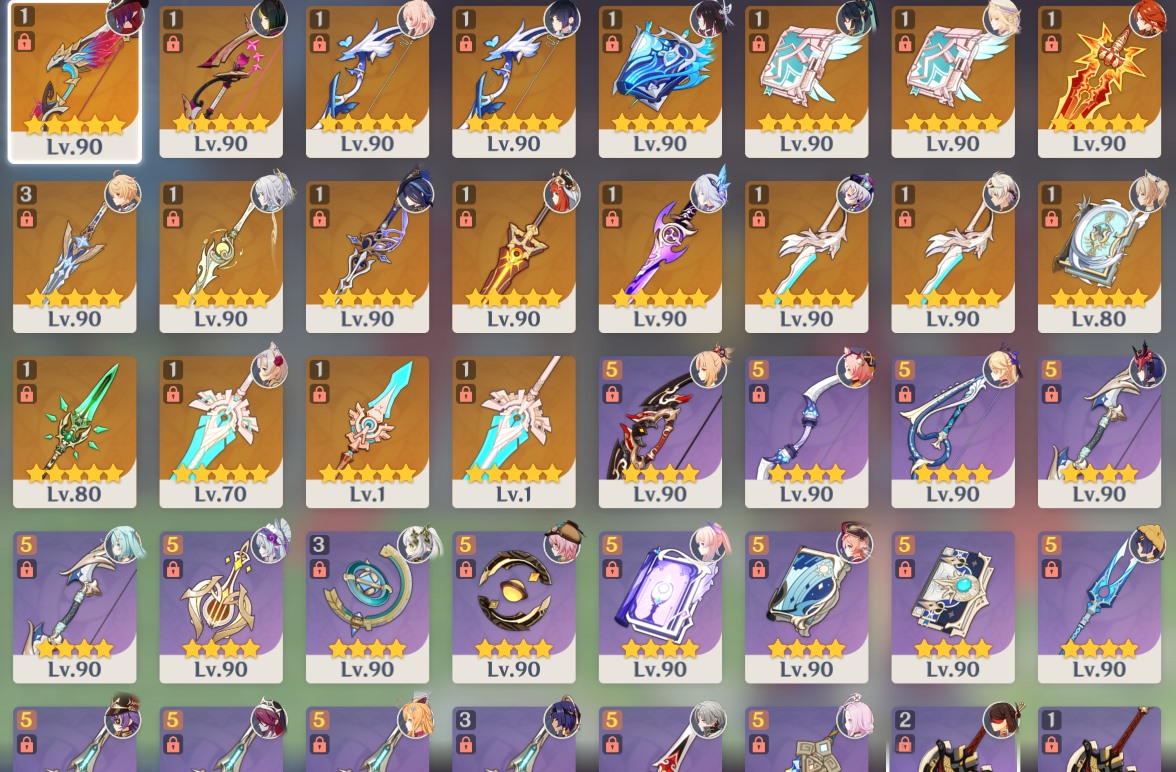 1 1 1 1 1 1 1 1
Lv.90 Lv.90 Lv.90 Lv.90 Lv.90 Lv.90 Lv.90 Lv.90
3 1 1 1 1 1 1 1
Lv.90 Lv.90 Lv.90 Lv.90 Lv.90 Lv.90 Lv.90 Lv.80
1 1 1 1 5 5 5 5
Lv.80 Lv.70 Lv.1 Lv.1 Lv.90 Lv.90 Lv.90 Lv.90
5 5 3 5 5 5 5 5
Lv.90 Lv.90 Lv.90 Lv.90 Lv.90 Lv.90 Lv.90 Lv.90
5 5 5 3 5 5 2 1